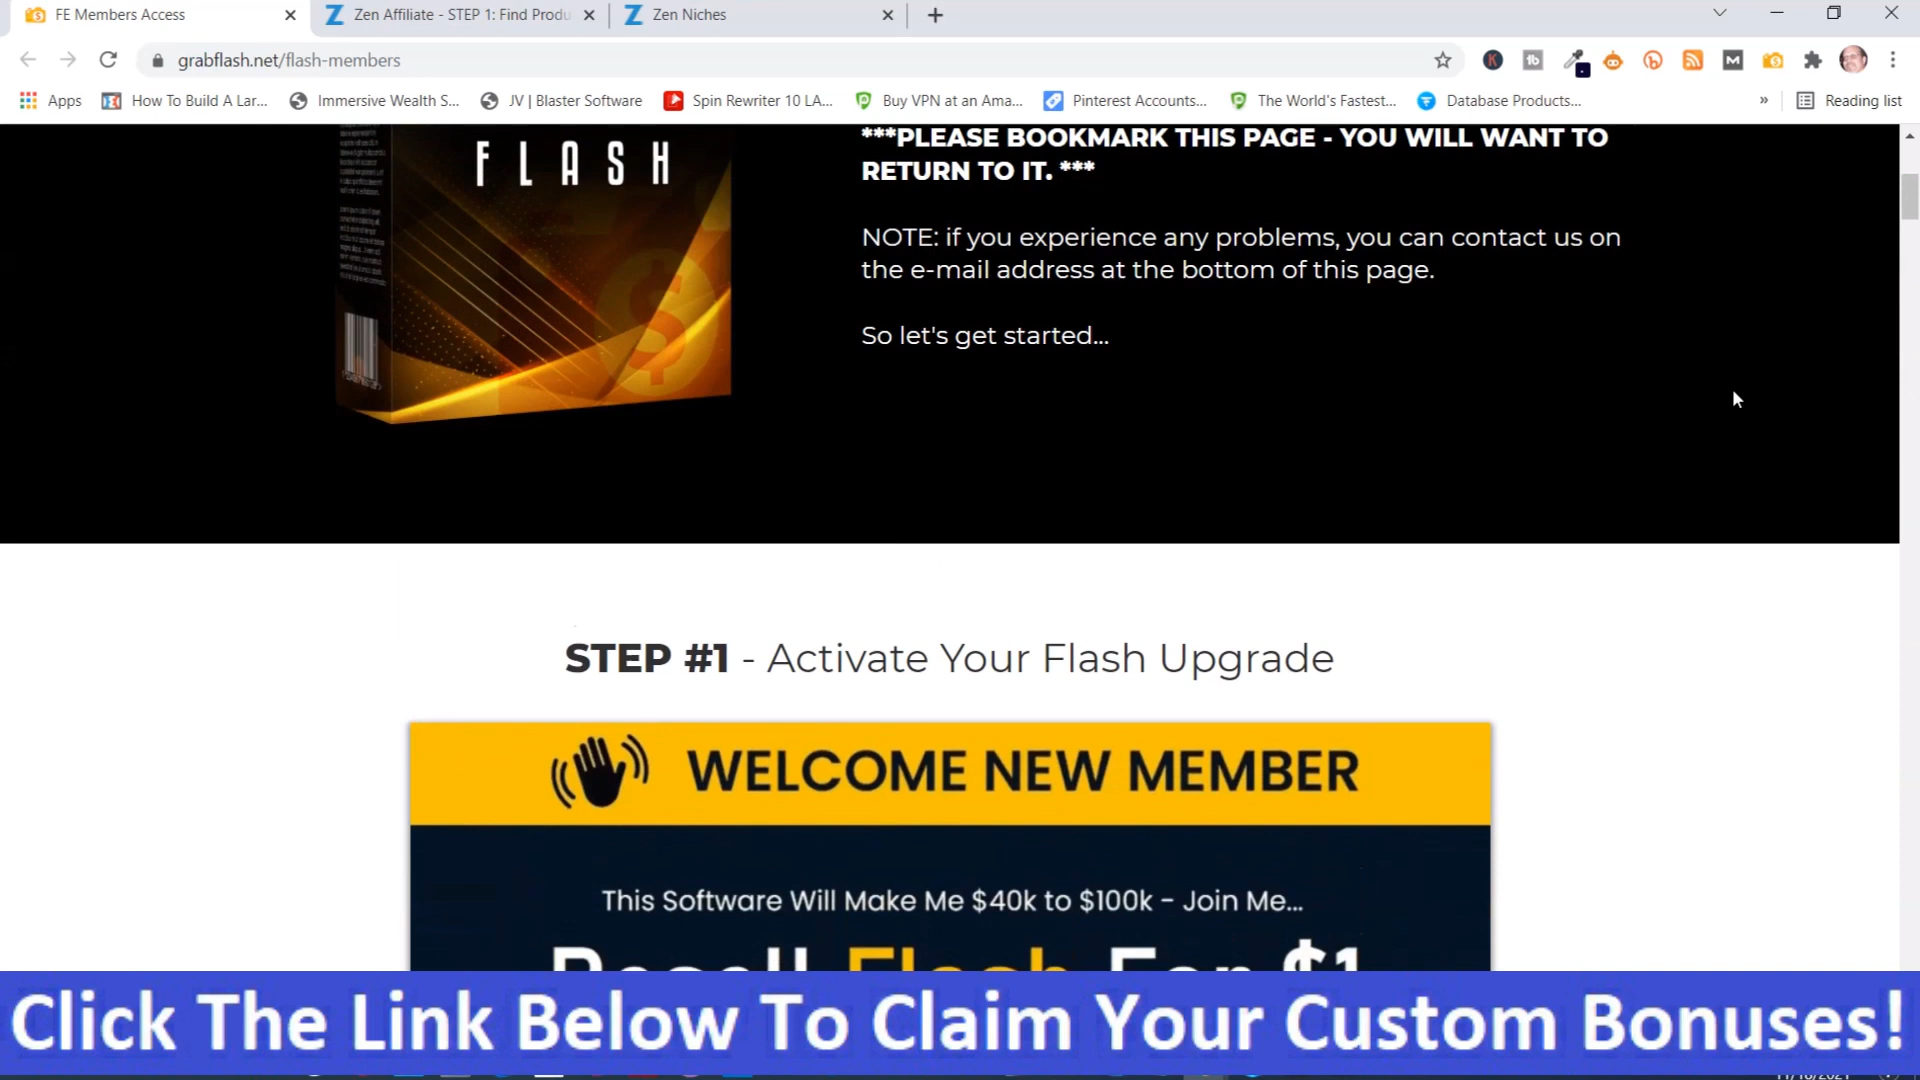 FE Members Access
Zen Affiliate - STEP 1: Find Produ
Zen Niches
grabflash.net/flash-members
Apps
How To Build A Lar...
Immersive Wealth S...
JV | Blaster Software
Spin Rewriter 10 LA...
Buy VPN at an Ama...
Pinterest Accounts...
The World's Fastest...
Database Products...
»
Reading list
FLASH
***PLEASE BOOKMARK THIS PAGE - YOU WILL WANT TO
RETURN TO IT. ***
NOTE: if you experience any problems, you can contact us on
the e-mail address at the bottom of this page.
So let's get started...
STEP #1 - Activate Your Flash Upgrade
WELCOME NEW MEMBER
This Software Will Make Me $40k to $100k - Join Me...
Resell Flash For $1
Click The Link Below To Claim Your Custom Bonuses!